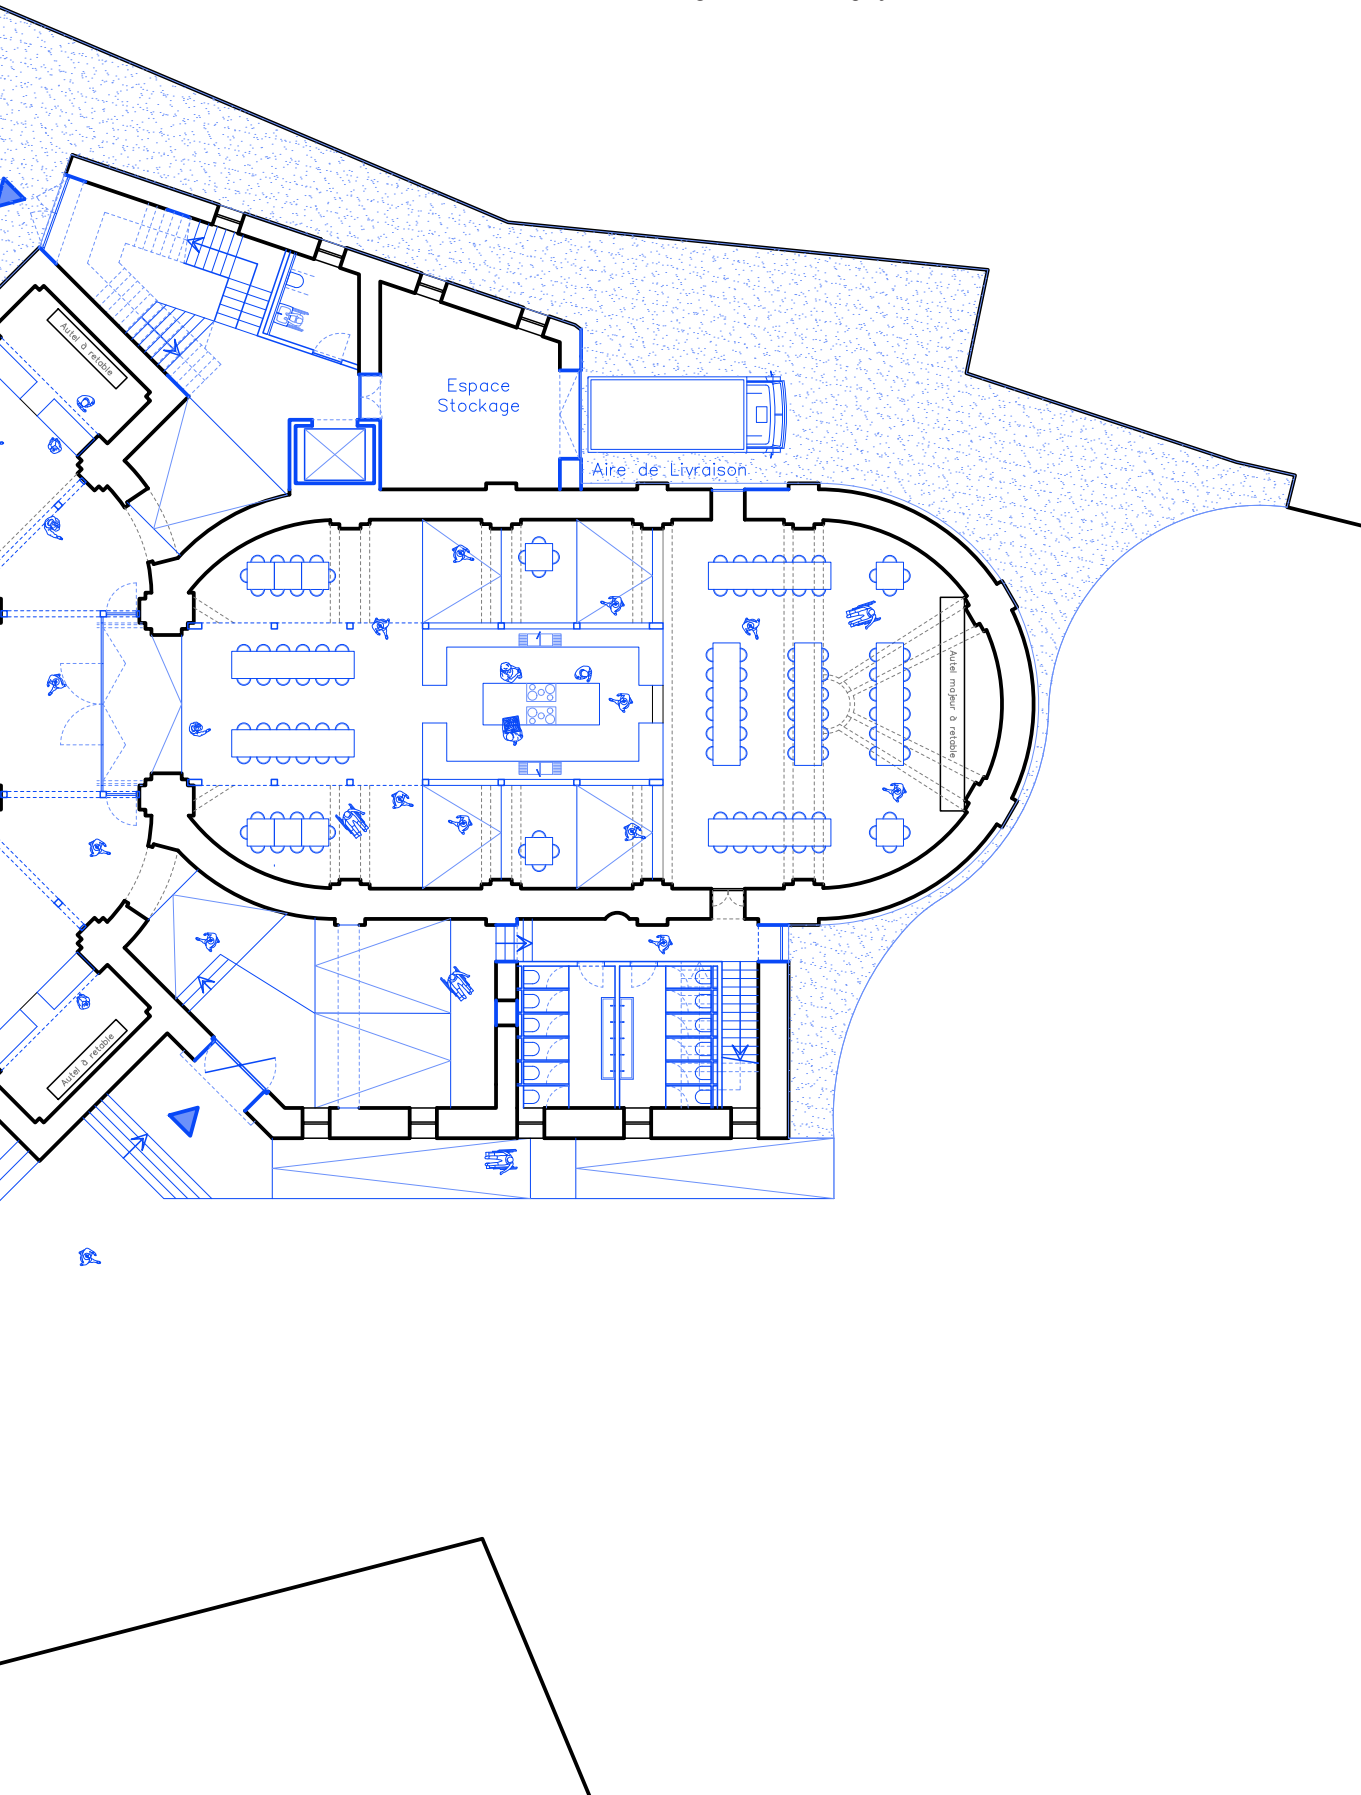 Autel à retable
Espace
Stockage
Aire de Livraison
Autel majeur à retable
Autel à retable